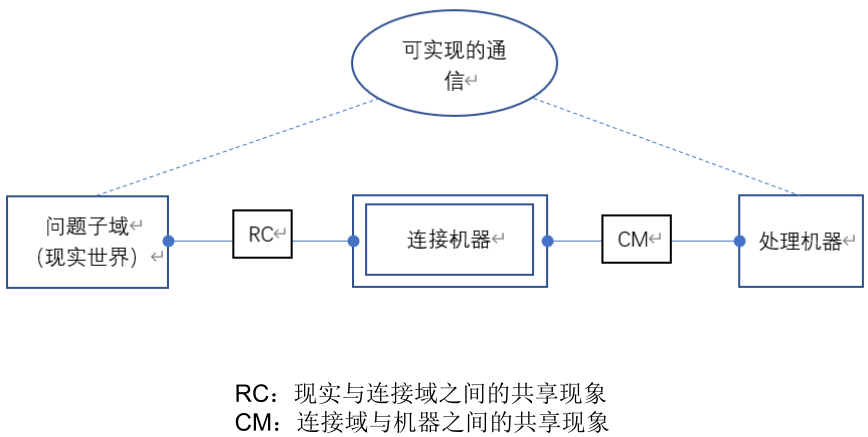 可实现的通
信↵
问题子域↵
（现实世界）↵
RC↵
连接机器↵
CM↵
处理机器↵
RC：现实与连接域之间的共享现象
CM：连接域与机器之间的共享现象